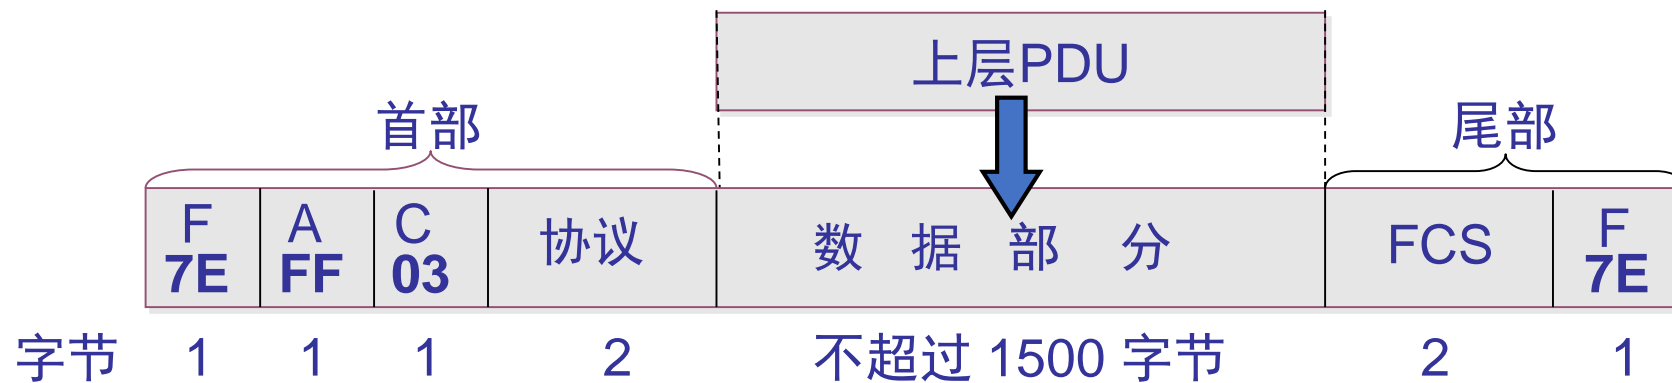 上层PDU
首部
尾部
F A C 协议 数据部分 FCS F
7E FF 03 7E
字节 1 1 1 2 不超过 1500 字节 2 1